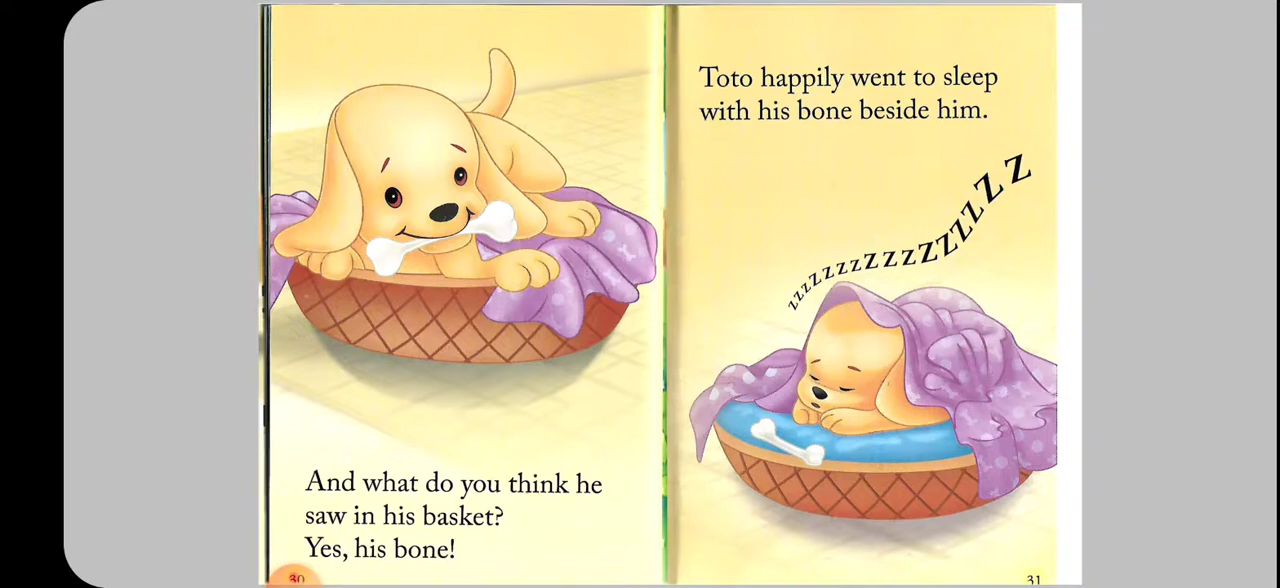 And what do you think he
saw in his basket?
Yes, his bone!
30
Toto happily went to sleep
with his bone beside him.
zzzzzzzzzzzzzzzzzzz
31